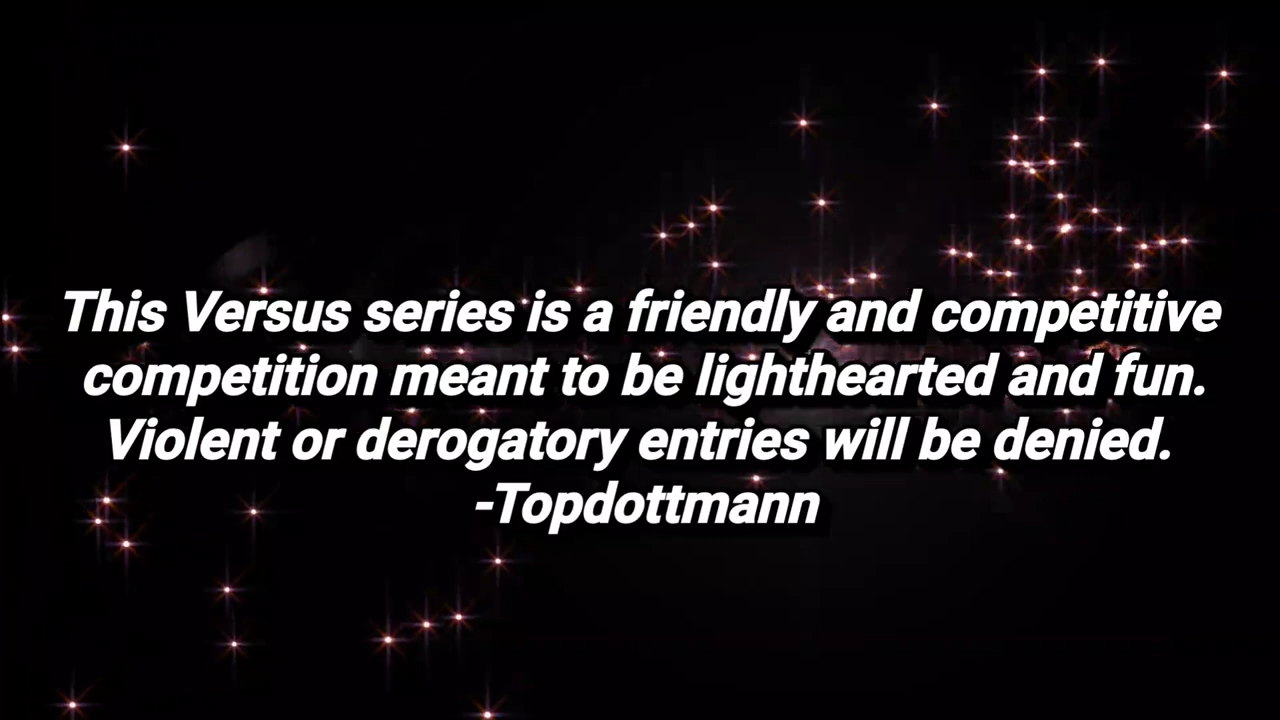 This Versus series is a friendly and competitive
competition meant to be lighthearted and fun.
Violent or derogatory entries will be denied.
-Topdottmann